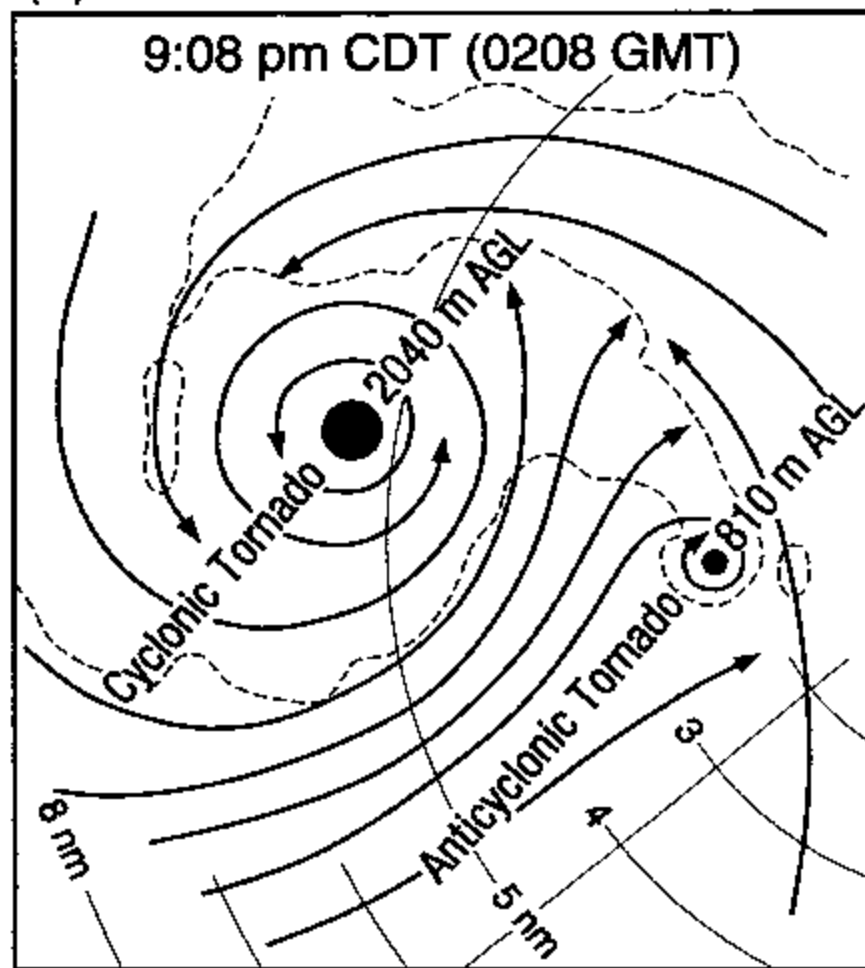 9:08 pm CDT (0208 GMT)
2040 m AGL
810 m AGL
Cyclonic Tornado
Anticyclonic Tornado
3
4
5 nm
8 nm